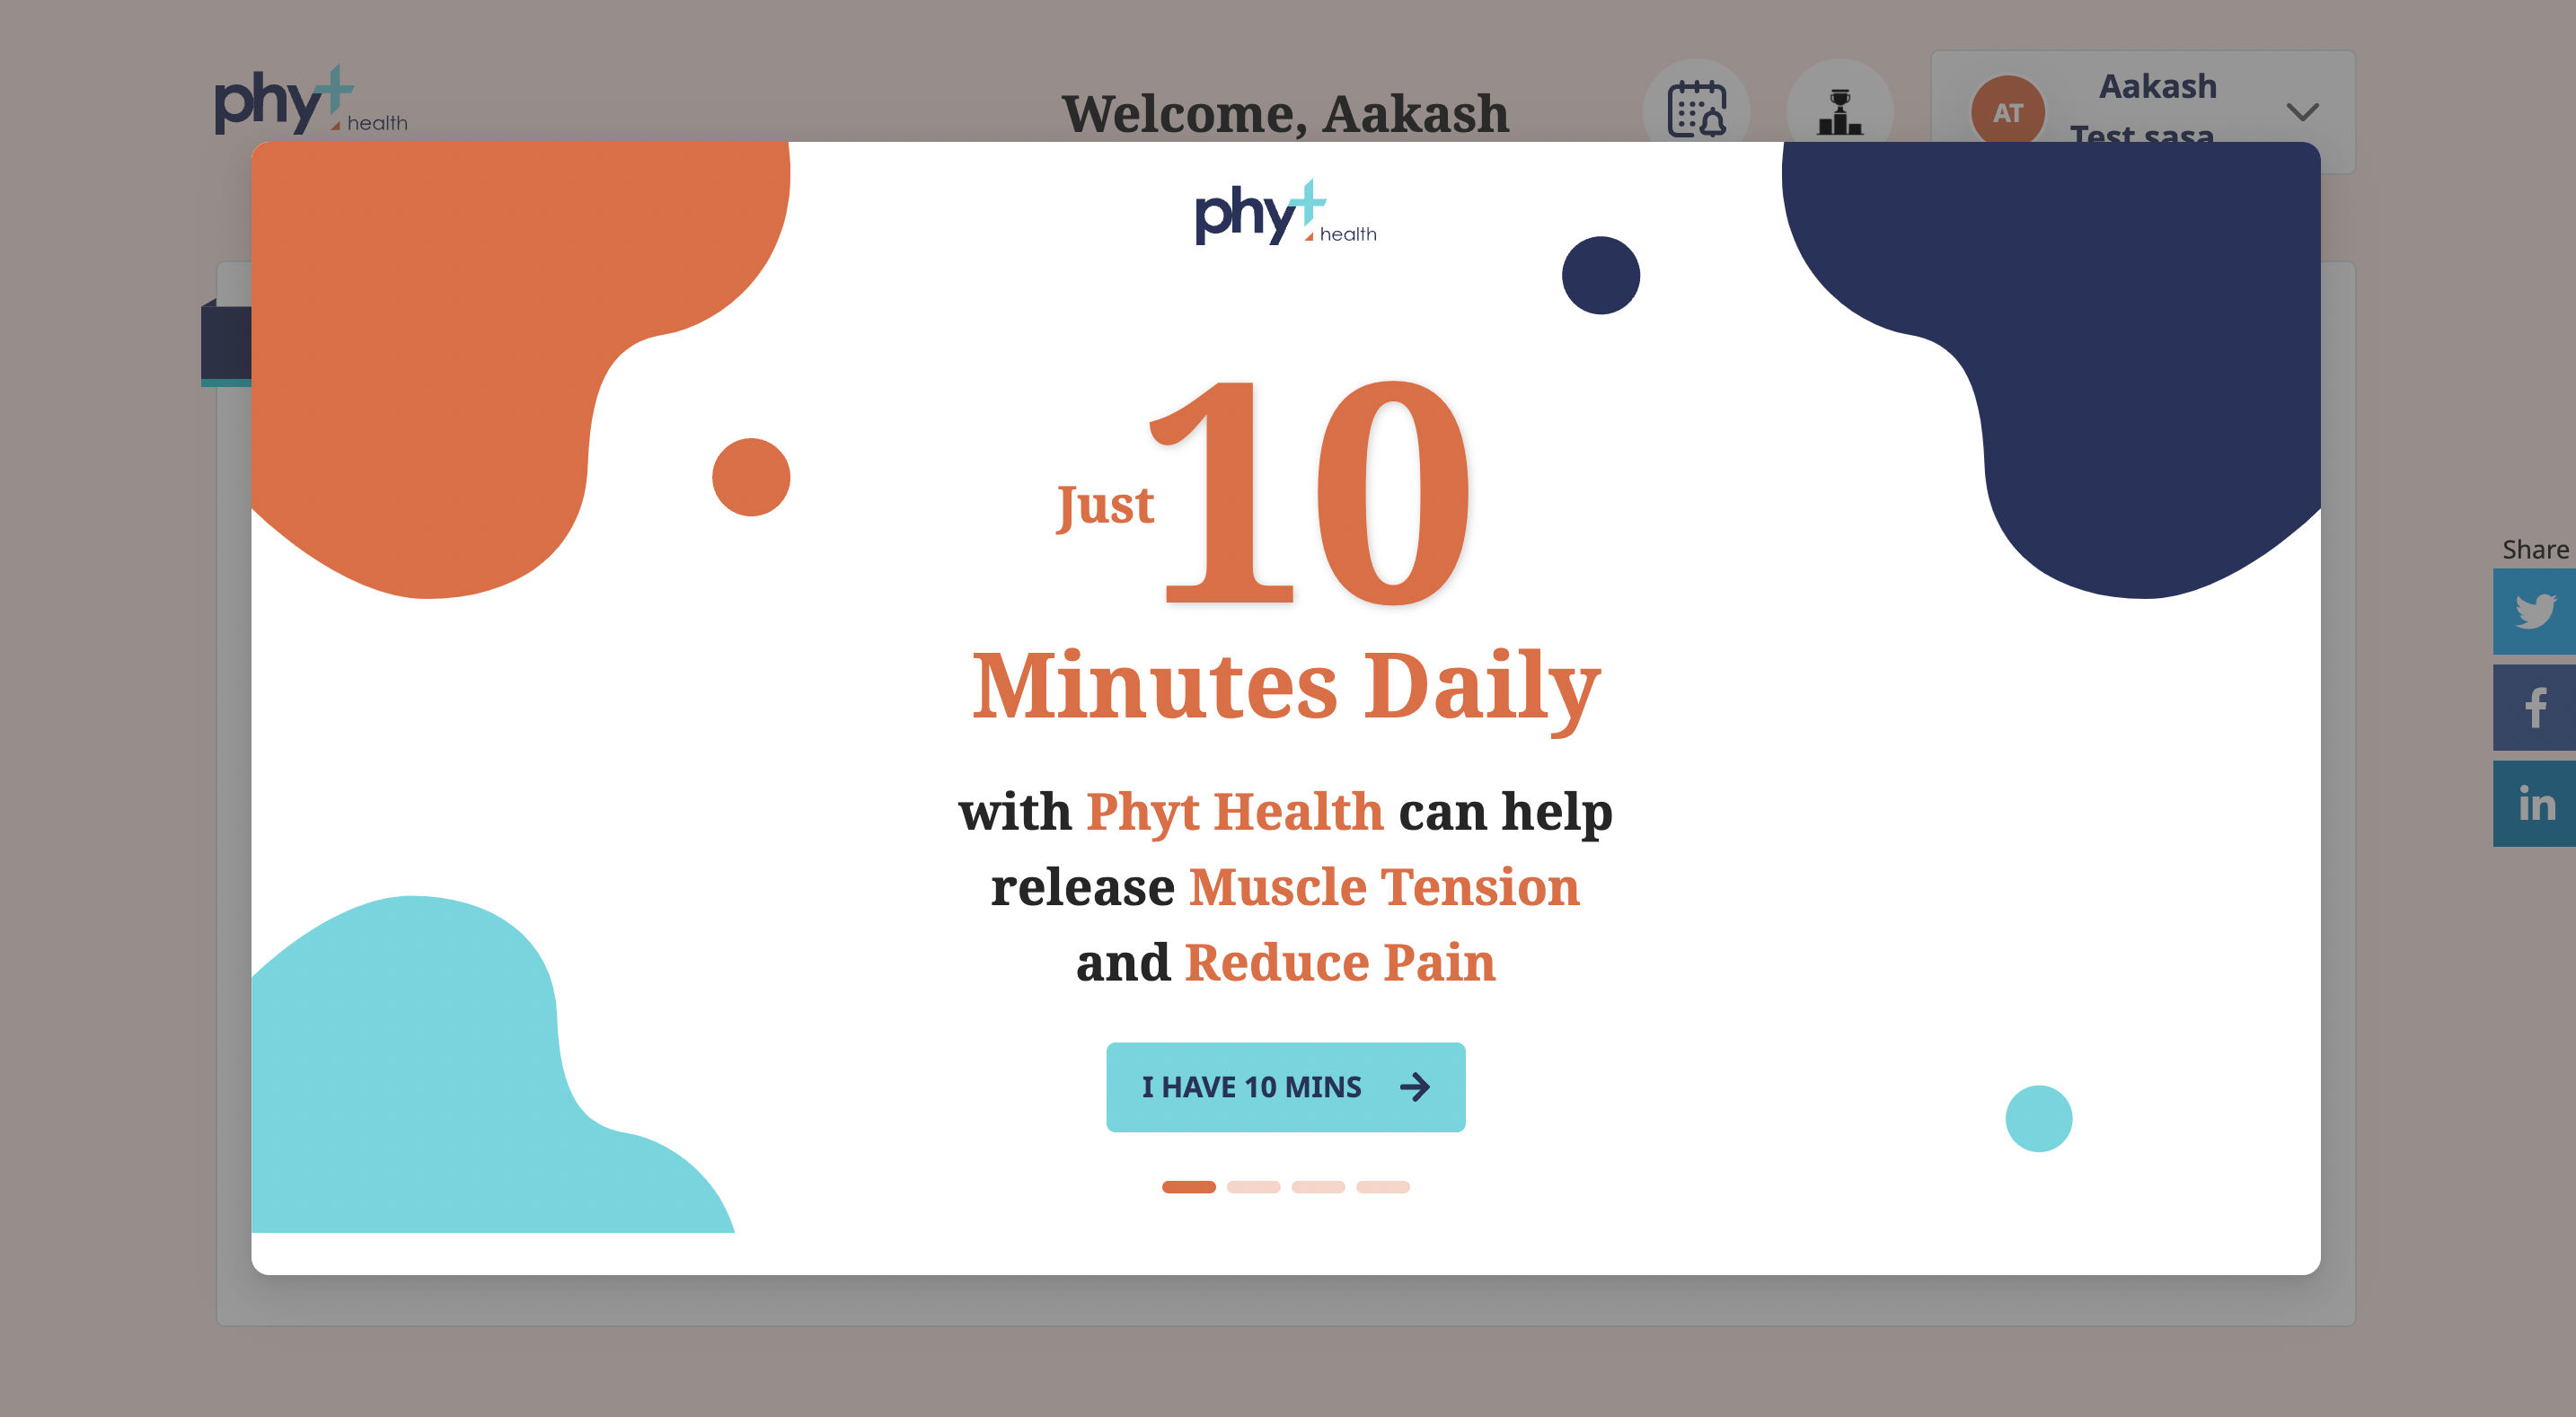 phyt health
Welcome, Aakash
AT
Aakash
Test sasa
phyt health
Just 10
Minutes Daily
with Phyt Health can help
release Muscle Tension
and Reduce Pain
I HAVE 10 MINS
Share